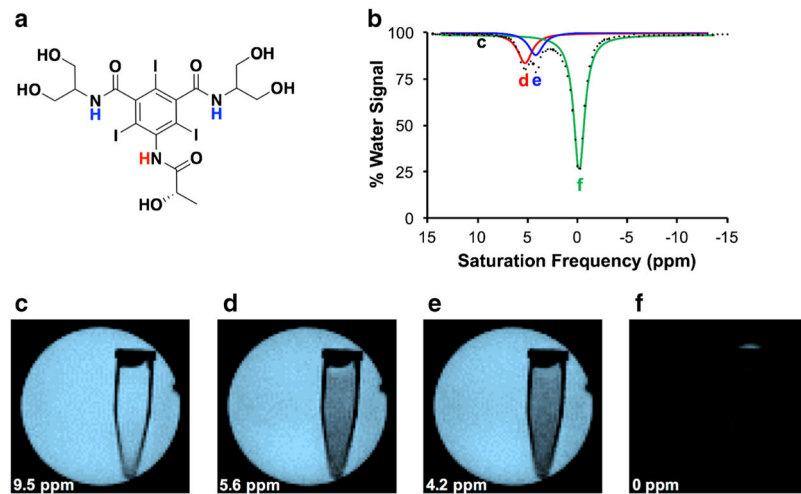 a
HO
OH
O
I
O
HO
N
H
N
H
OH
I
I
HN
O
HO
b
% Water Signal
100
75
50
25
0
c
d
e
f
15
10
5
0
-5
-10
-15
Saturation Frequency (ppm)
c
d
e
f
9.5 ppm
5.6 ppm
4.2 ppm
0 ppm